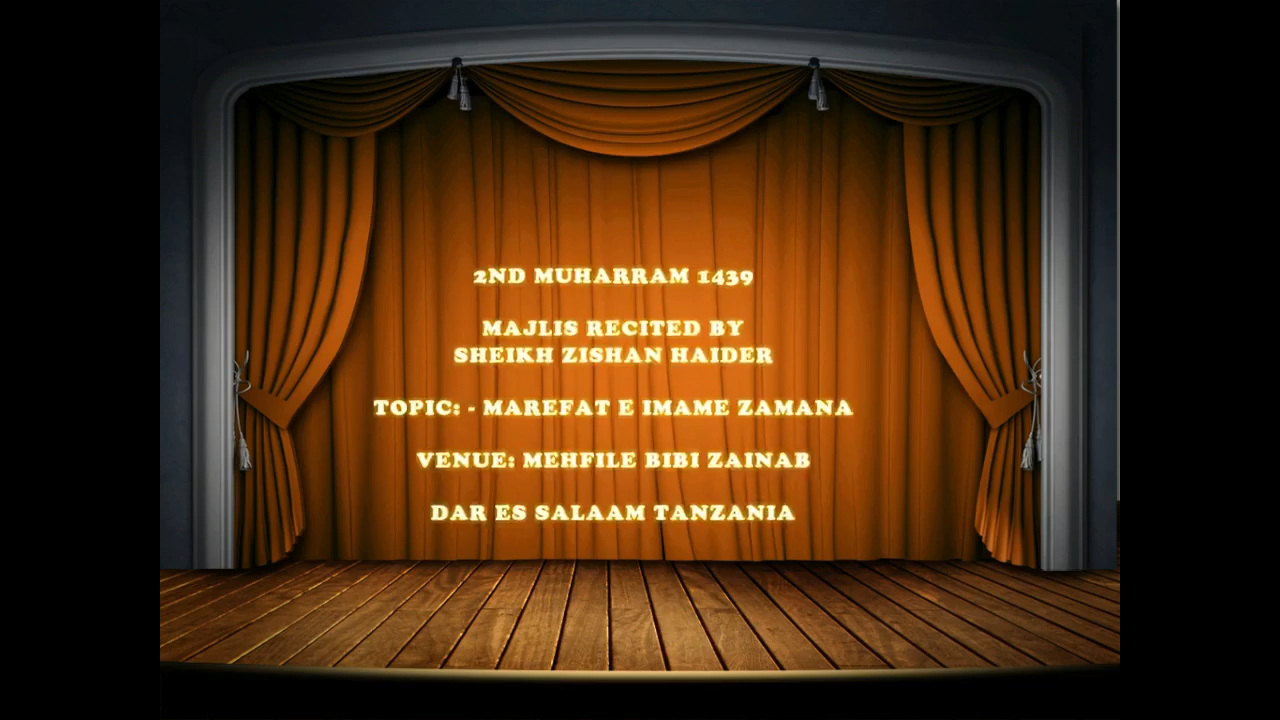 2ND MUHARRAM 1439
MAJLIS RECITED BY
SHEIKH ZISHAN HAIDER
TOPIC: - MAREFAT E IMAME ZAMANA
VENUE: MEHFILE BIBI ZAINAB
DAR ES SALAAM TANZANIA